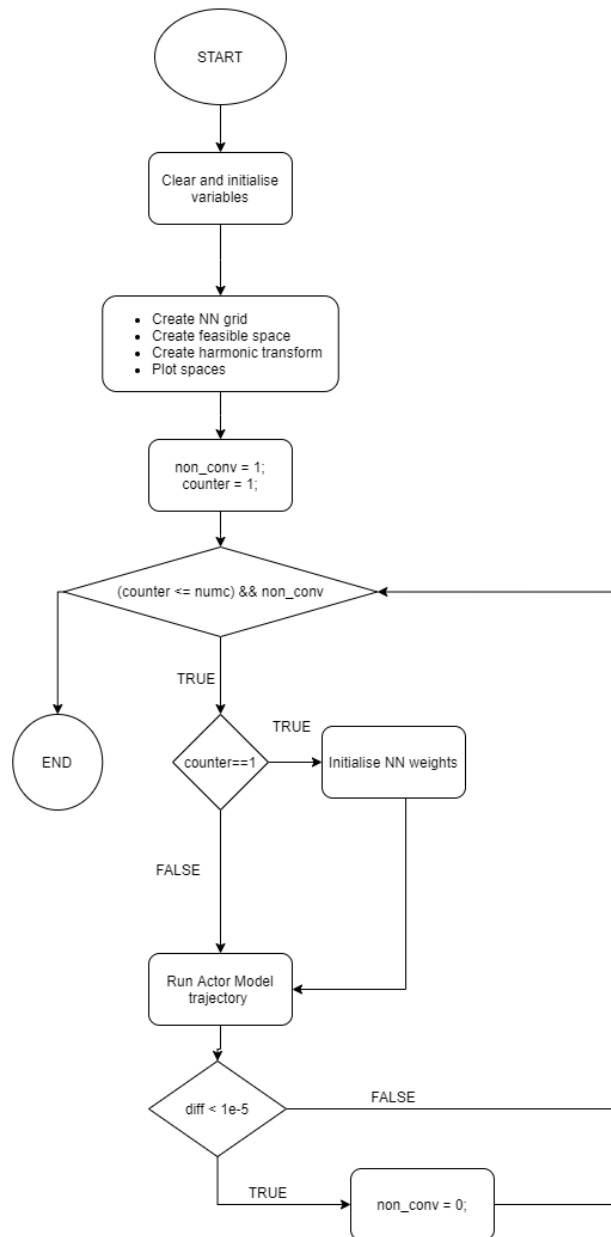 START
Clear and initialise
variables
• Create NN grid
• Create feasible space
• Create harmonic transform
• Plot spaces
non_conv = 1;
counter = 1;
(counter <= numc) && non_conv
TRUE
END
counter==1
TRUE
Initialise NN weights
FALSE
Run Actor Model
trajectory
diff < 1e-5
FALSE
TRUE
non_conv = 0;